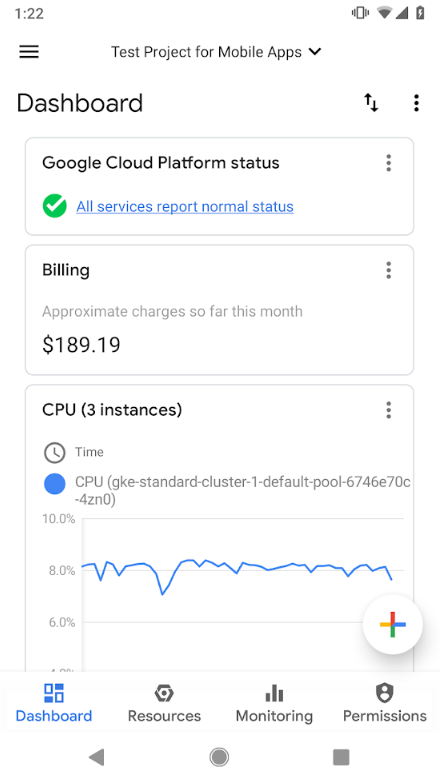 1:22
Test Project for Mobile Apps
Dashboard
Google Cloud Platform status
All services report normal status
Billing
Approximate charges so far this month
$189.19
CPU (3 instances)
Time
CPU (gke-standard-cluster-1-default-pool-6746e70c
-4zn0)
10.0%
8.0%
6.0%
Dashboard
Resources
Monitoring
Permissions